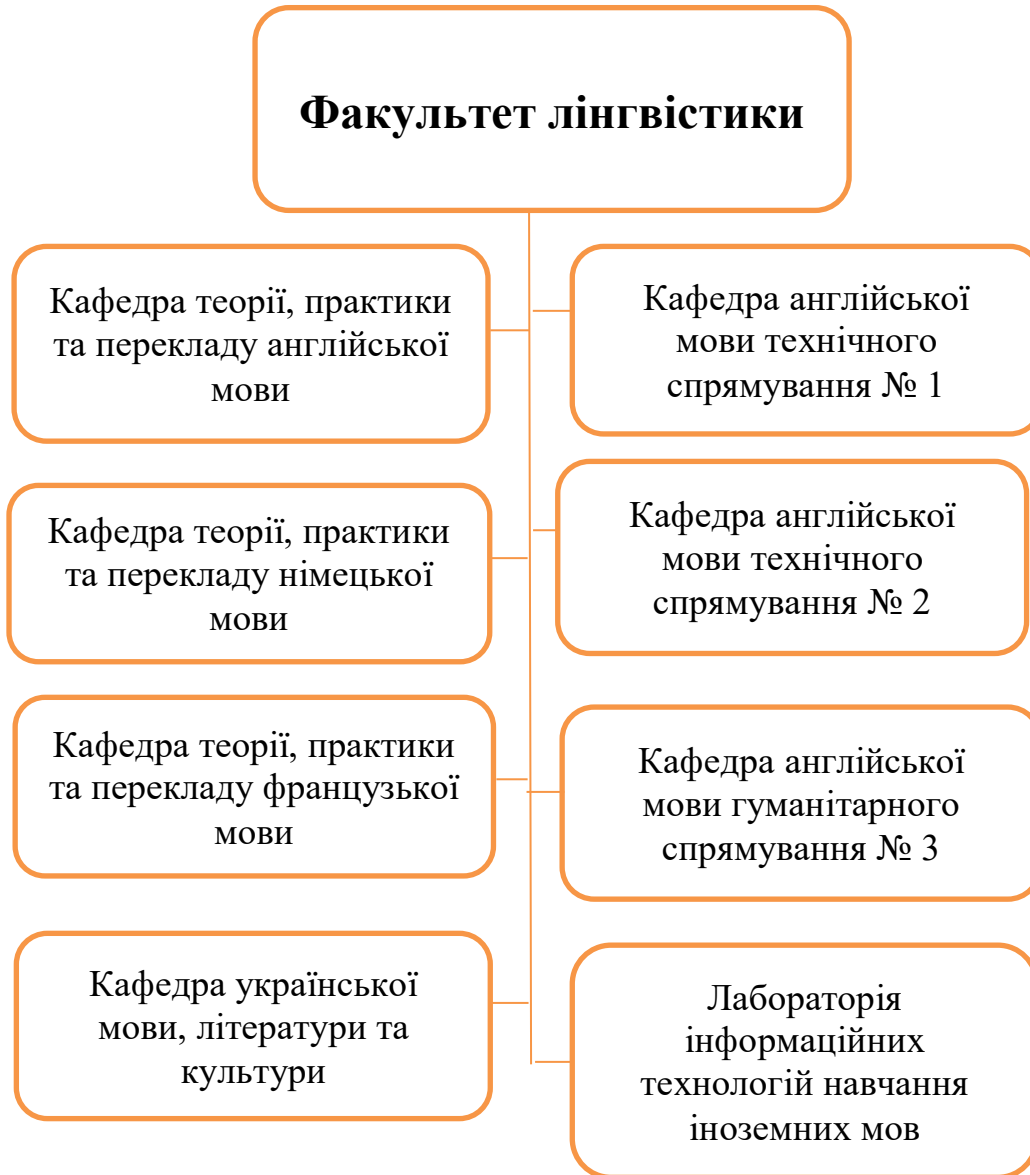 Факультет лінгвістики
Кафедра теорії, практики
та перекладу англійської
мови
Кафедра англійської
мови технічного
спрямування № 1
Кафедра теорії, практики
та перекладу німецької
мови
Кафедра англійської
мови технічного
спрямування № 2
Кафедра теорії, практики
та перекладу французької
мови
Кафедра англійської
мови гуманітарного
спрямування № 3
Кафедра української
мови, літератури та
культури
Лабораторія
інформаційних
технологій навчання
іноземних мов